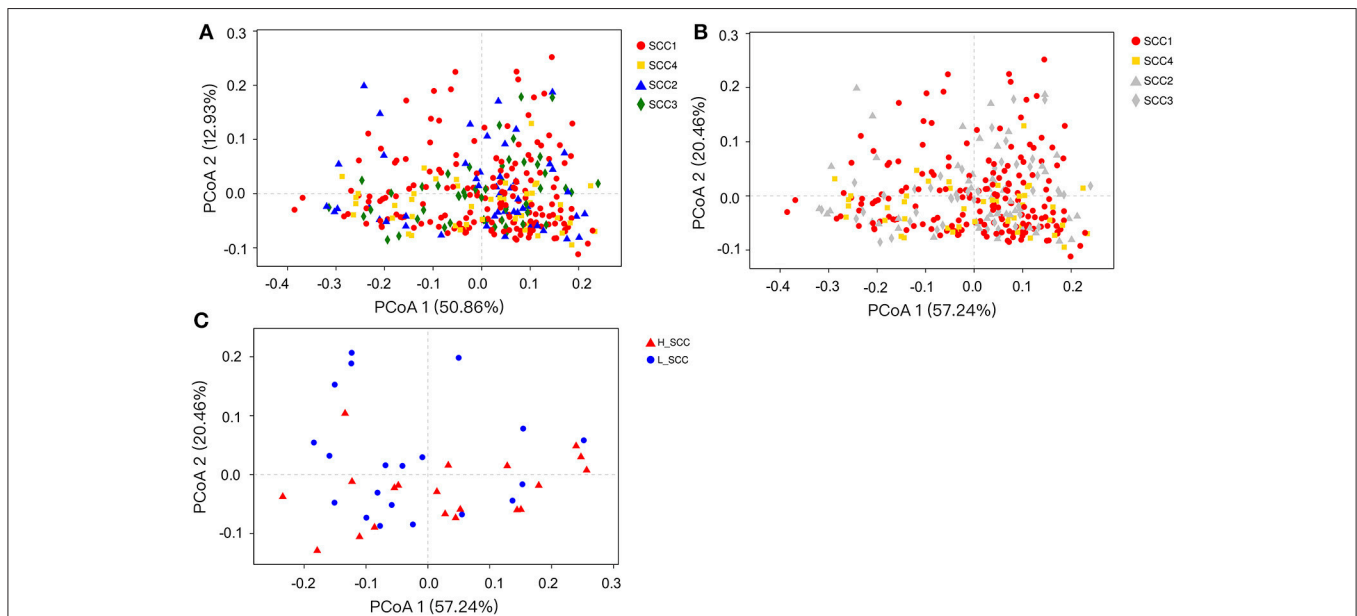 A
PCoA 2 (12.93%)
0.3
0.2
0.1
0.0
-0.1
-0.4 -0.3 -0.2 -0.1 0.0 0.1 0.2
PCoA 1 (50.86%)
SCC1
SCC4
SCC2
SCC3
B
PCoA 2 (20.46%)
0.3
0.2
0.1
0.0
-0.1
-0.4 -0.3 -0.2 -0.1 0.0 0.1 0.2
PCoA 1 (57.24%)
SCC1
SCC4
SCC2
SCC3
C
PCoA 2 (20.46%)
0.2
0.1
0.0
-0.1
-0.2 -0.1 0.0 0.1 0.2 0.3
PCoA 1 (57.24%)
H_SCC
L_SCC